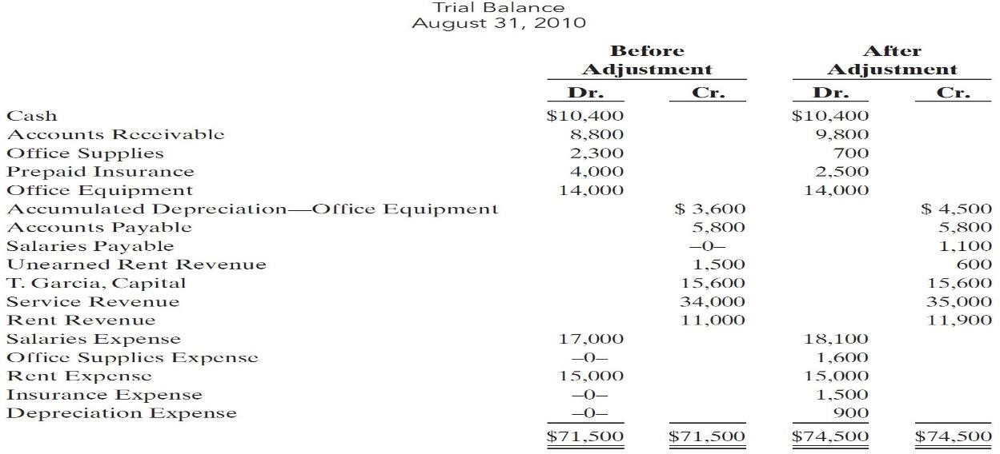 Trial Balance
August 31, 2010
Before Adjustment After Adjustment
Dr. Cr. Dr. Cr.
Cash $10,400 $10,400
Accounts Receivable 8,800 9,800
Office Supplies 2,300 700
Prepaid Insurance 4,000 2,500
Office Equipment 14,000 14,000
Accumulated Depreciation—Office Equipment $ 3,600 $ 4,500
Accounts Payable 5,800 5,800
Salaries Payable –0– 1,100
Unearned Rent Revenue 1,500 600
T. Garcia, Capital 15,600 15,600
Service Revenue 34,000 35,000
Rent Revenue 11,000 11,900
Salaries Expense 17,000 18,100
Office Supplies Expense –0– 1,600
Rent Expense 15,000 15,000
Insurance Expense –0– 1,500
Depreciation Expense –0– 900
$71,500 $71,500 $74,500 $74,500